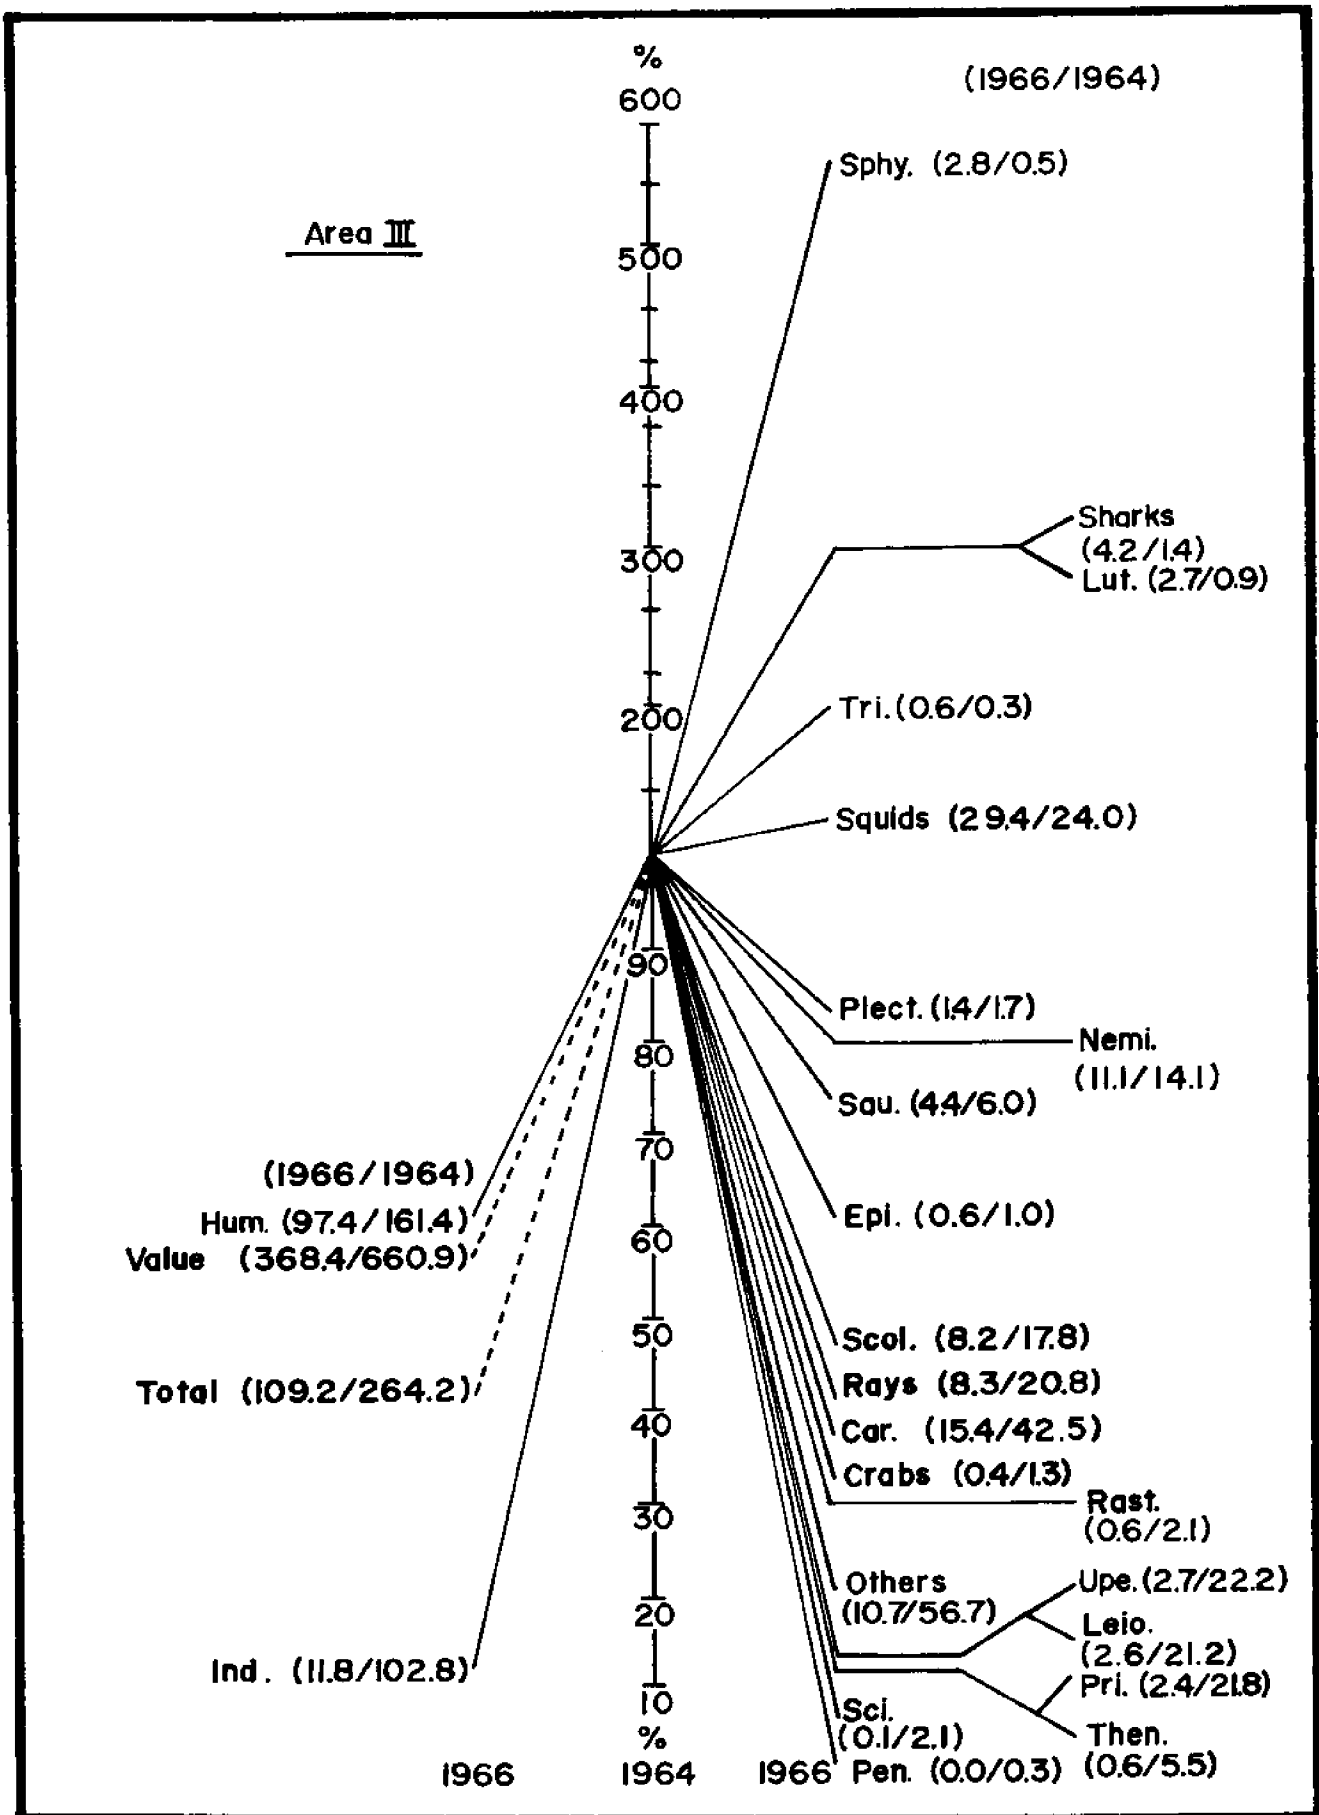 %
600
(1966/1964)
Sphy. (2.8/0.5)
Area III
500
400
Sharks
(4.2/1.4)
300
Lut. (2.7/0.9)
Tri. (0.6/0.3)
200
Squids (29.4/24.0)
90
Plect. (1.4/1.7)
80
Nemi.
(11.1/14.1)
Sau. (4.4/6.0)
70
(1966/1964)
Hum. (97.4/161.4)
Epi. (0.6/1.0)
60
Value (368.4/660.9)
50
Scol. (8.2/17.8)
Total (109.2/264.2)
Rays (8.3/20.8)
40
Car. (15.4/42.5)
Crabs (0.4/1.3)
30
Rast.
(0.6/2.1)
Others
(10.7/56.7)
Upe. (2.7/22.2)
20
Leio.
(2.6/21.2)
Ind. (11.8/102.8)
Pri. (2.4/21.8)
10
Sci.
(0.1/2.1)
%
Then.
(0.6/5.5)
1966
1964
1966
Pen. (0.0/0.3)